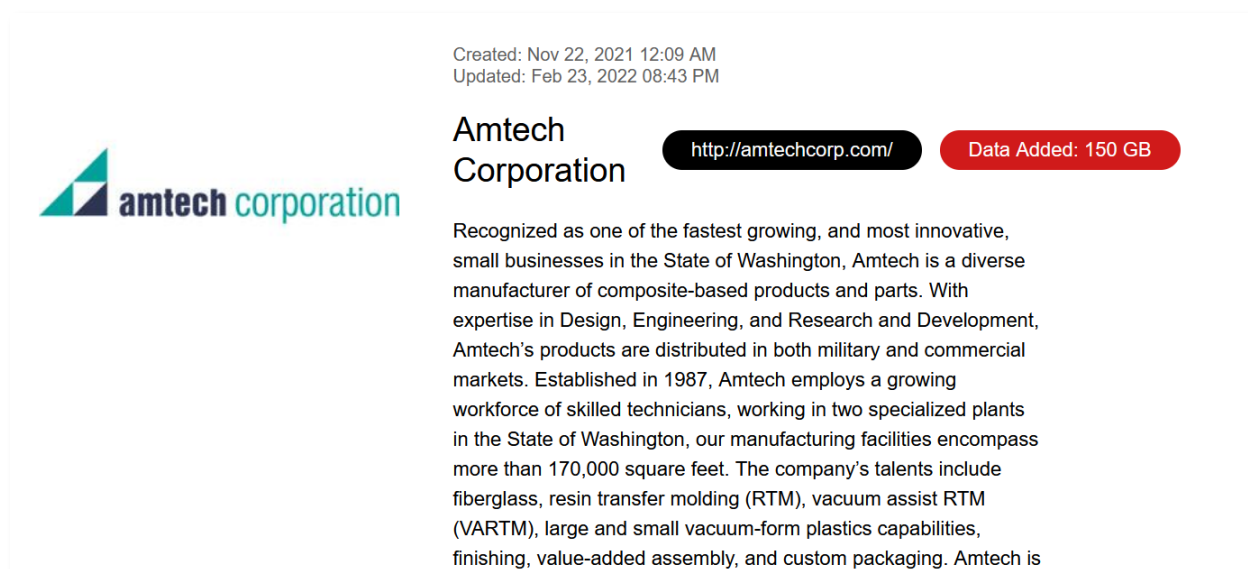 Created: Nov 22, 2021 12:09 AM
Updated: Feb 23, 2022 08:43 PM
amtech corporation
Amtech
Corporation
http://amtechcorp.com/
Data Added: 150 GB
Recognized as one of the fastest growing, and most innovative,
small businesses in the State of Washington, Amtech is a diverse
manufacturer of composite-based products and parts. With
expertise in Design, Engineering, and Research and Development,
Amtech’s products are distributed in both military and commercial
markets. Established in 1987, Amtech employs a growing
workforce of skilled technicians, working in two specialized plants
in the State of Washington, our manufacturing facilities encompass
more than 170,000 square feet. The company’s talents include
fiberglass, resin transfer molding (RTM), vacuum assist RTM
(VARTM), large and small vacuum-form plastics capabilities,
finishing, value-added assembly, and custom packaging. Amtech is